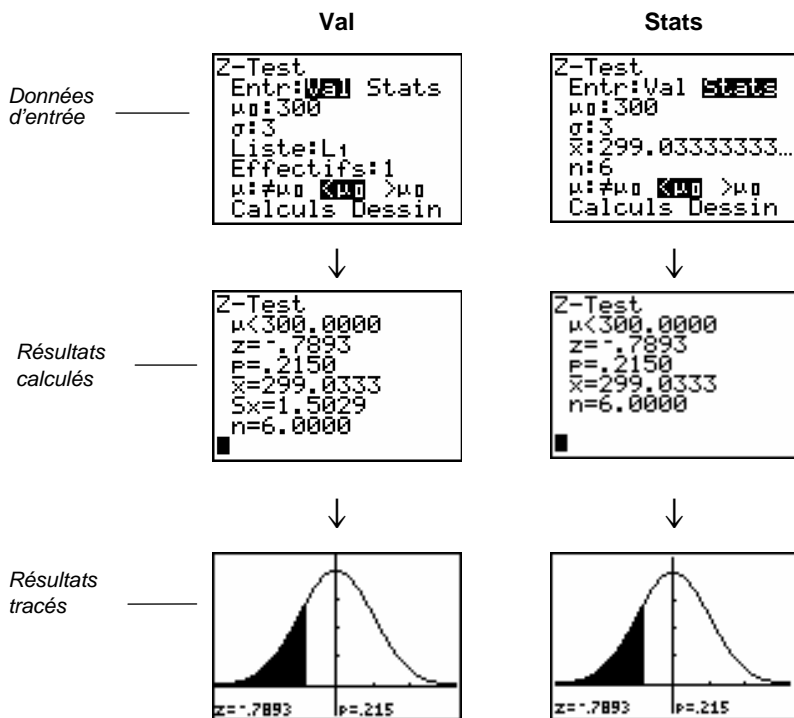 Val
Stats
Données
d'entrée
Z-Test
Entr:Val Stats
μ0:300
σ:3
Liste:L1
Effectifs:1
μ:≠μ0 <μ0 >μ0
Calculs Dessin
Z-Test
Entr:Val Stats
μ0:300
σ:3
x̄:299.03333333…
n:6
μ:≠μ0 <μ0 >μ0
Calculs Dessin
↓
↓
Résultats
calculés
Z-Test
μ<300.0000
z=-.7893
p=.2150
x̄=299.0333
Sx=1.5029
n=6.0000
Z-Test
μ<300.0000
z=-.7893
p=.2150
x̄=299.0333
n=6.0000
↓
↓
Résultats
tracés
z=-.7893 p=.215
z=-.7893 p=.215